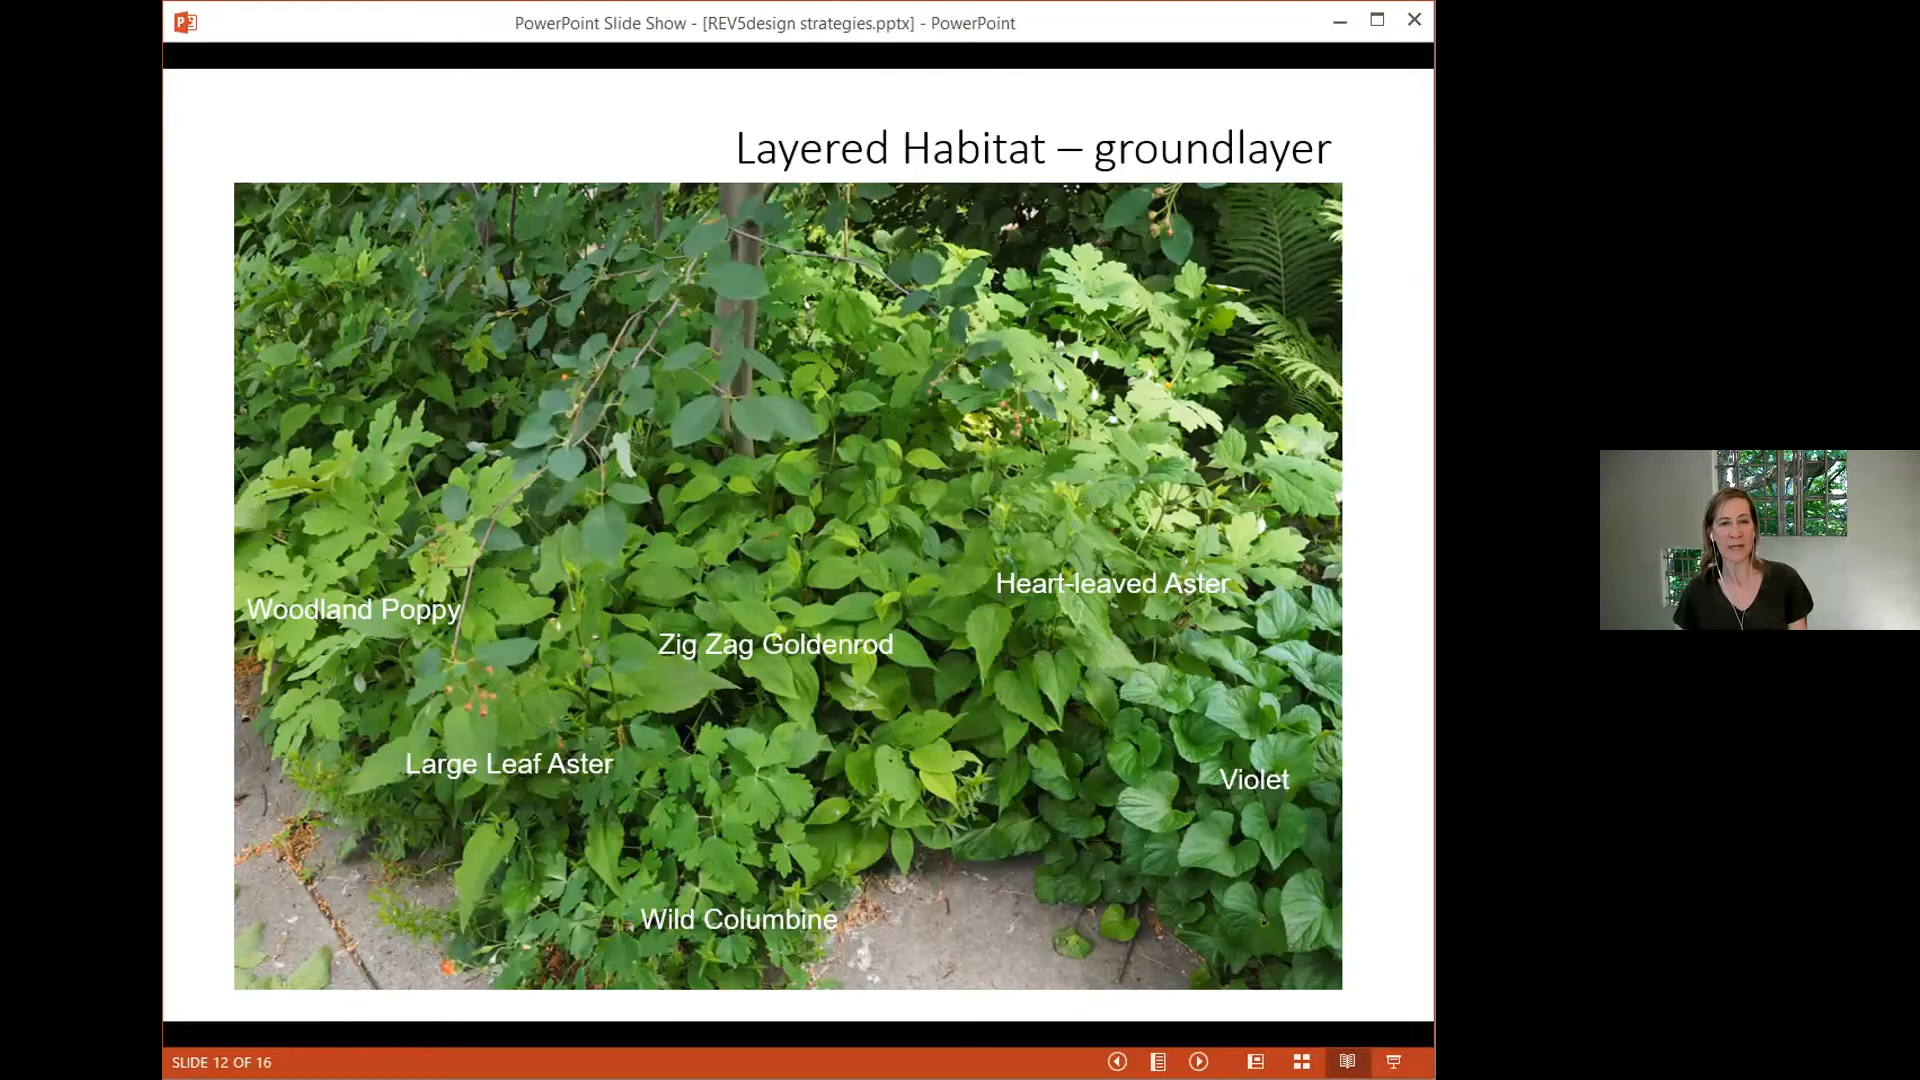 PowerPoint Slide Show - [REV5design strategies.pptx] - PowerPoint
Layered Habitat – groundlayer
Heart-leaved Aster
Woodland Poppy
Zig Zag Goldenrod
Large Leaf Aster
Violet
Wild Columbine
SLIDE 12 OF 16